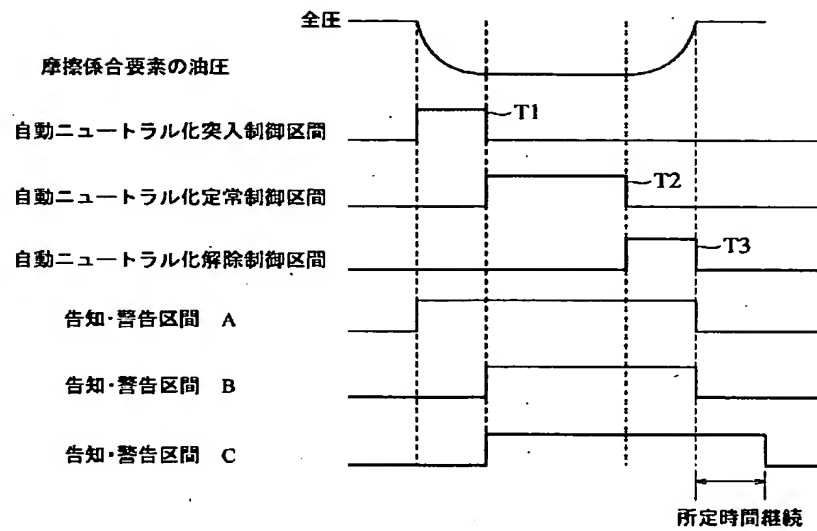 全圧
摩擦係合要素の油圧
T1
自動ニュートラル化突入制御区間
T2
自動ニュートラル化定常制御区間
T3
自動ニュートラル化解除制御区間
告知・警告区間 A
告知・警告区間 B
告知・警告区間 C
所定時間継続